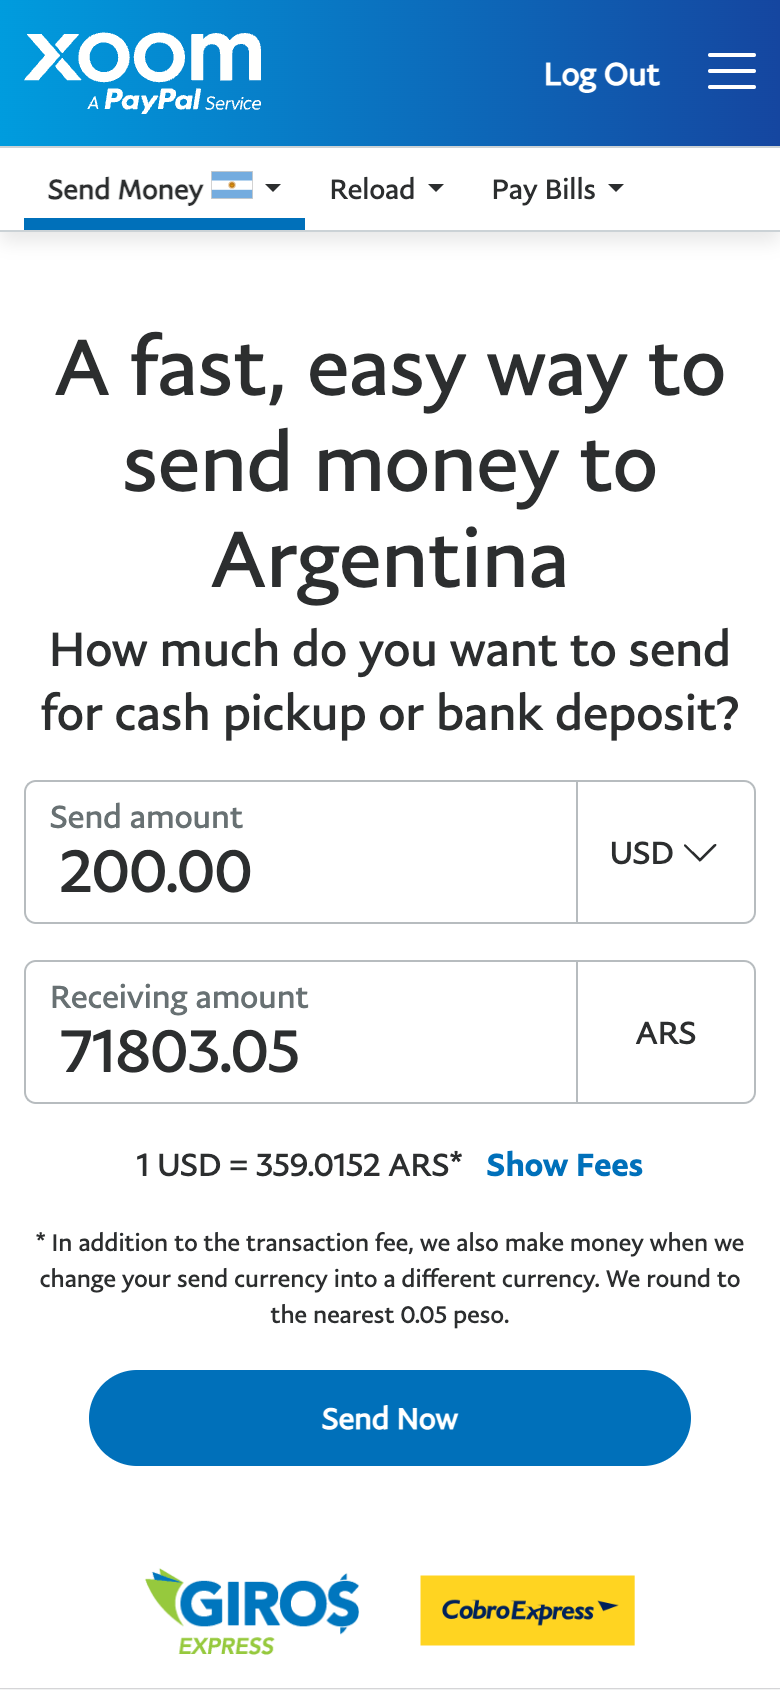 xoom
A PayPal Service
Log Out
Send Money
Reload
Pay Bills
A fast, easy way to
send money to
Argentina
How much do you want to send
for cash pickup or bank deposit?
Send amount
200.00
USD
Receiving amount
71803.05
ARS
1 USD = 359.0152 ARS* Show Fees
* In addition to the transaction fee, we also make money when we
change your send currency into a different currency. We round to
the nearest 0.05 peso.
Send Now
GIROS
EXPRESS
CobroExpress